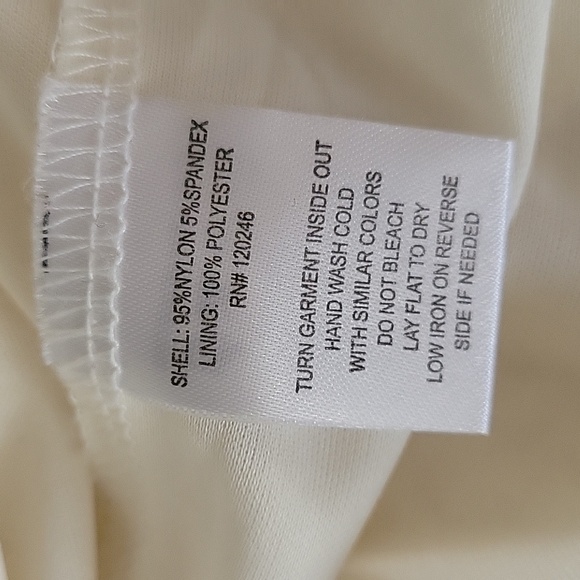 SHELL: 95%NYLON 5%SPANDEX
LINING: 100% POLYESTER
RN# 120246
TURN GARMENT INSIDE OUT
HAND WASH COLD
WITH SIMILAR COLORS
DO NOT BLEACH
LAY FLAT TO DRY
LOW IRON ON REVERSE
SIDE IF NEEDED